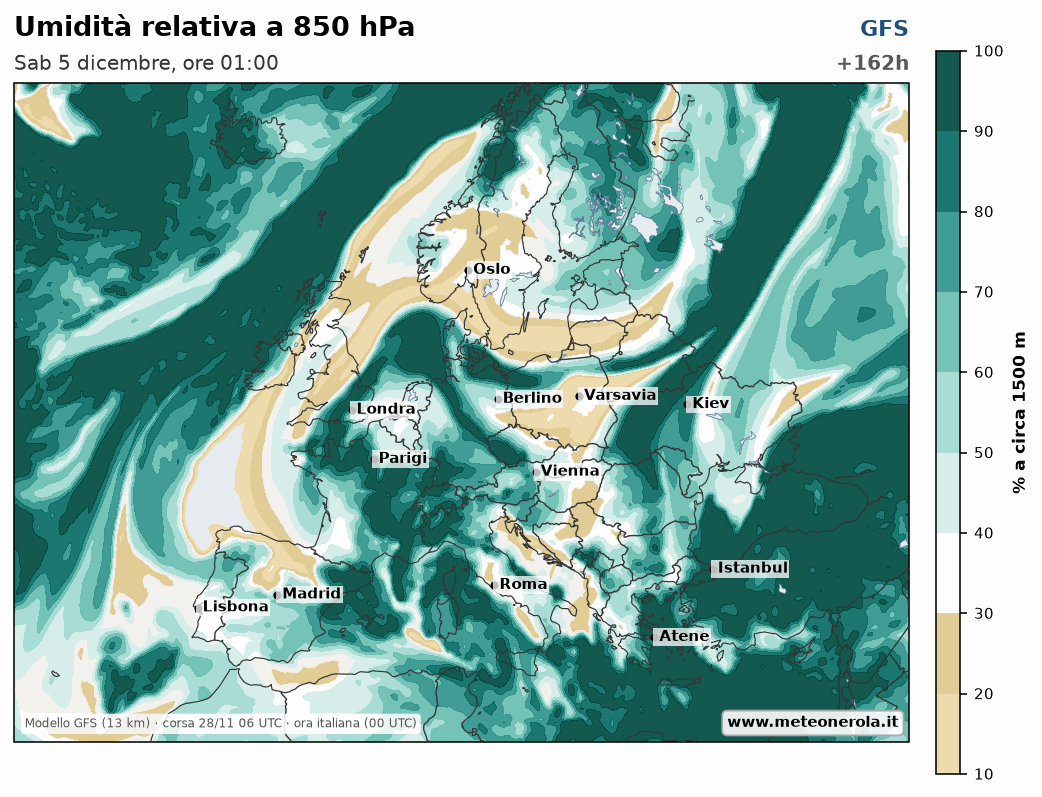 Umidità relativa a 850 hPa
GFS
Sab 5 dicembre, ore 01:00
+162h
100
90
80
70
60
50
40
30
20
10
% a circa 1500 m
Oslo
Berlino
Varsavia
Kiev
Londra
Parigi
Vienna
Istanbul
Roma
Madrid
Lisbona
Atene
Modello GFS (13 km) · corsa 28/11 06 UTC · ora italiana (00 UTC)
www.meteonerola.it